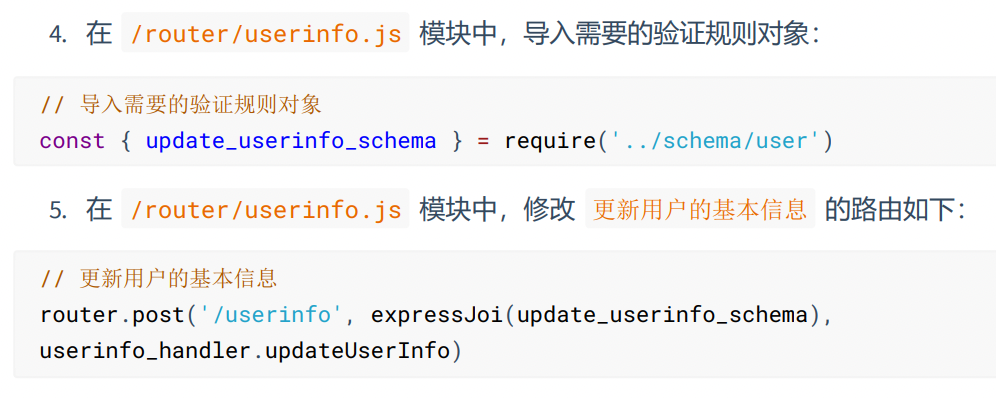 4. 在 /router/userinfo.js 模块中，导入需要的验证规则对象：
// 导入需要的验证规则对象
const { update_userinfo_schema } = require('../schema/user')
5. 在 /router/userinfo.js 模块中，修改 更新用户的基本信息 的路由如下：
// 更新用户的基本信息
router.post('/userinfo', expressJoi(update_userinfo_schema),
userinfo_handler.updateUserInfo)